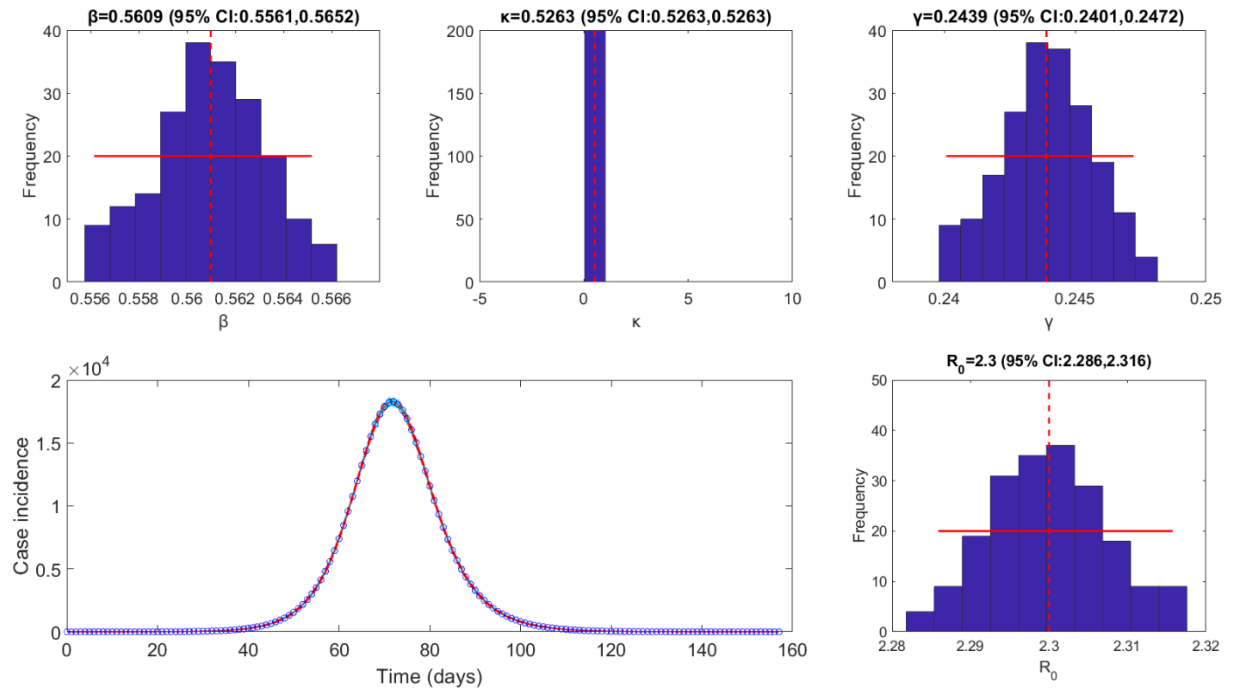 β=0.5609 (95% CI:0.5561,0.5652)
40
30
20
10
0
Frequency
0.556 0.558 0.56 0.562 0.564 0.566
β
κ=0.5263 (95% CI:0.5263,0.5263)
200
150
100
50
0
Frequency
-5 0 5 10
κ
γ=0.2439 (95% CI:0.2401,0.2472)
40
30
20
10
0
Frequency
0.24 0.245 0.25
γ
×10⁴
2
1.5
1
0.5
0
Case incidence
0 20 40 60 80 100 120 140 160
Time (days)
R₀=2.3 (95% CI:2.286,2.316)
50
40
30
20
10
0
Frequency
2.28 2.29 2.3 2.31 2.32
R₀